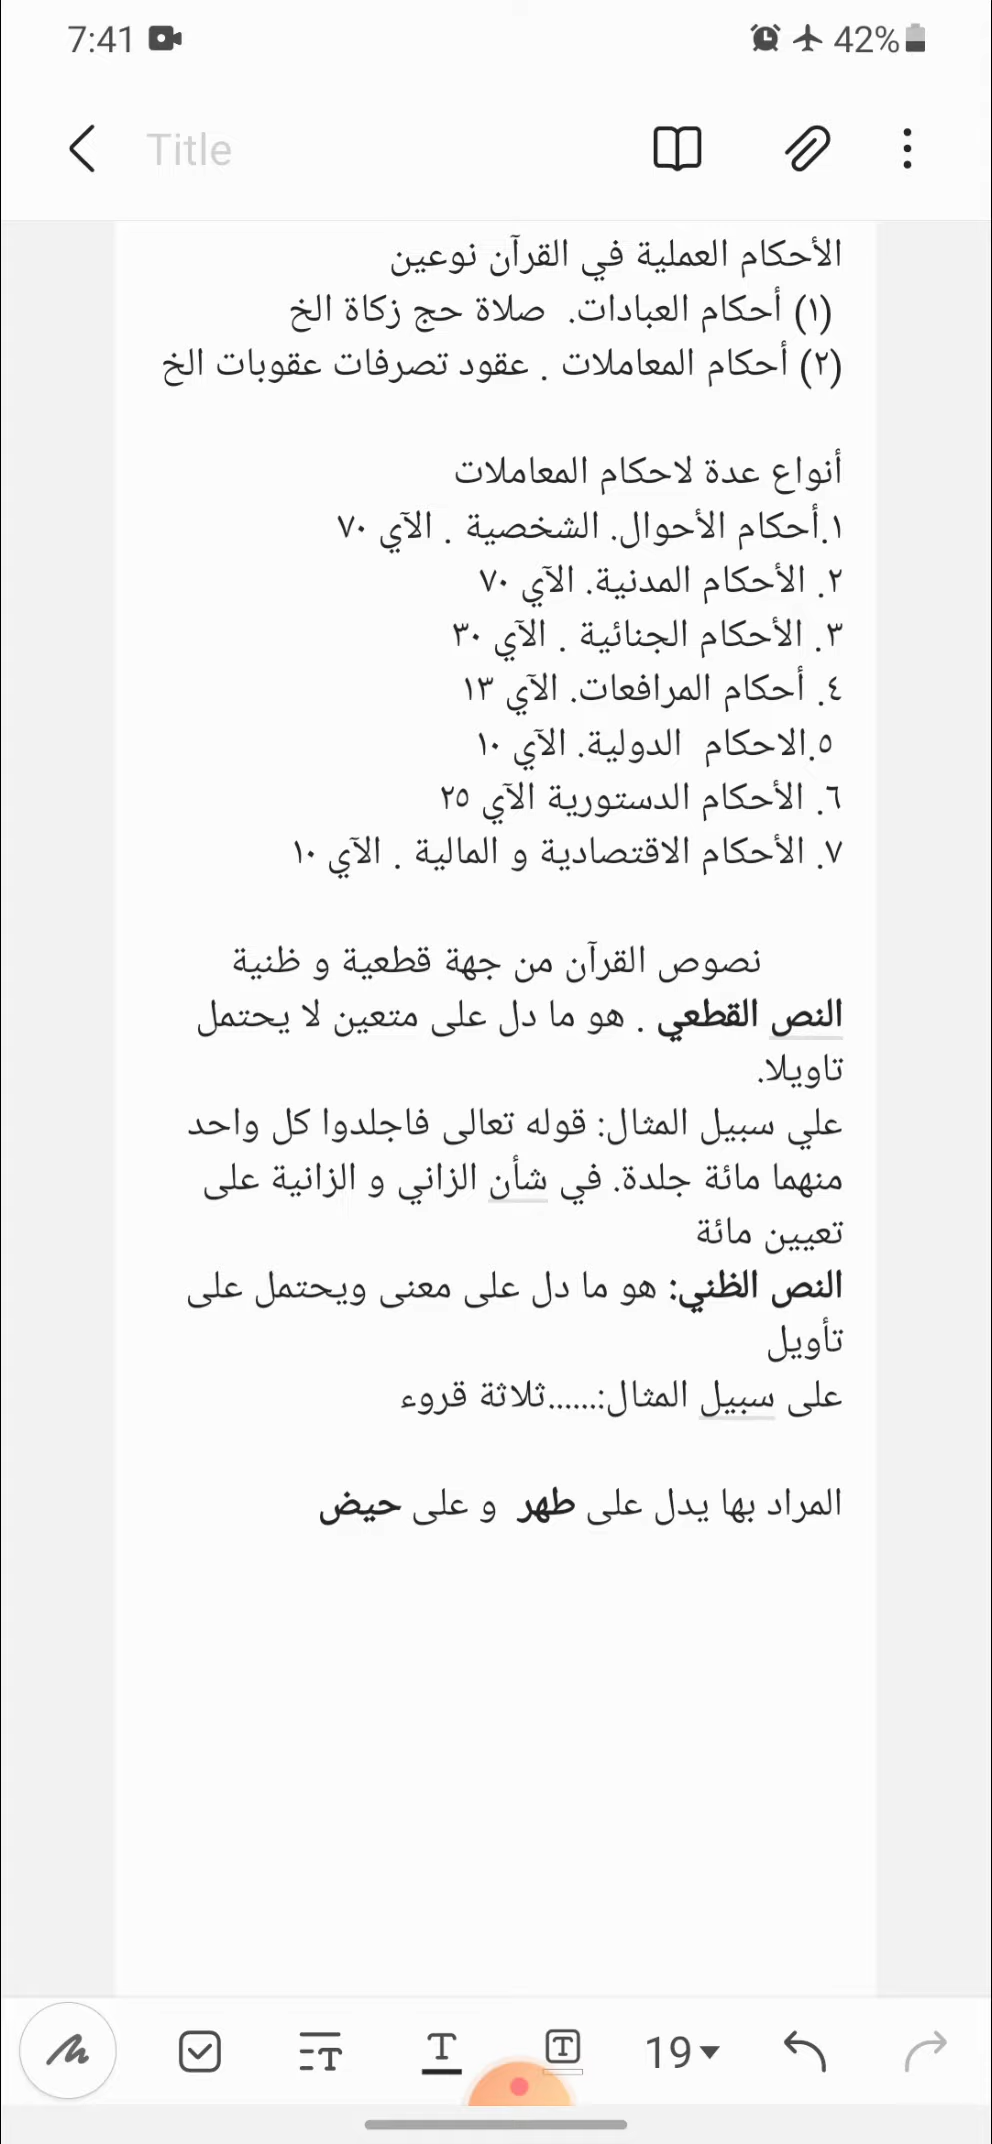 7:41
42%
Title
الأحكام العملية في القرآن نوعين
(١) أحكام العبادات. صلاة حج زكاة الخ
(٢) أحكام المعاملات . عقود تصرفات عقوبات الخ
أنواع عدة لاحكام المعاملات
١.أحكام الأحوال. الشخصية . الآي ٧٠
٢. الأحكام المدنية. الآي ٧٠
٣. الأحكام الجنائية . الآي ٣٠
٤. أحكام المرافعات. الآي ١٣
٥.الاحكام الدولية. الآي ١٠
٦. الأحكام الدستورية الآي ٢٥
٧. الأحكام الاقتصادية و المالية . الآي ١٠
نصوص القرآن من جهة قطعية و ظنية
النص القطعي . هو ما دل على متعين لا يحتمل
تاويلا.
علي سبيل المثال: قوله تعالى فاجلدوا كل واحد
منهما مائة جلدة. في شأن الزاني و الزانية على
تعيين مائة
النص الظني: هو ما دل على معنى ويحتمل على
تأويل
على سبيل المثال:......ثلاثة قروء
المراد بها يدل على طهر و على حيض
19